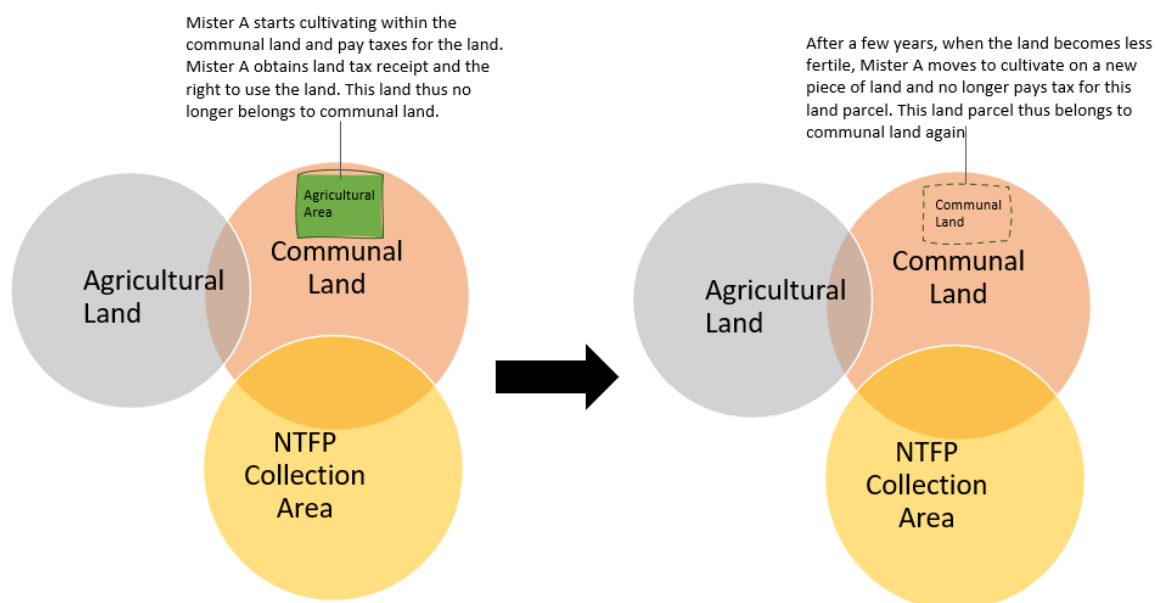 Mister A starts cultivating within the
communal land and pay taxes for the land.
Mister A obtains land tax receipt and the
right to use the land. This land thus no
longer belongs to communal land.
Agricultural
Area
Communal
Land
Agricultural
Land
NTFP
Collection
Area
After a few years, when the land becomes less
fertile, Mister A moves to cultivate on a new
piece of land and no longer pays tax for this
land parcel. This land parcel thus belongs to
communal land again
Communal
Land
Communal
Land
Agricultural
Land
NTFP
Collection
Area